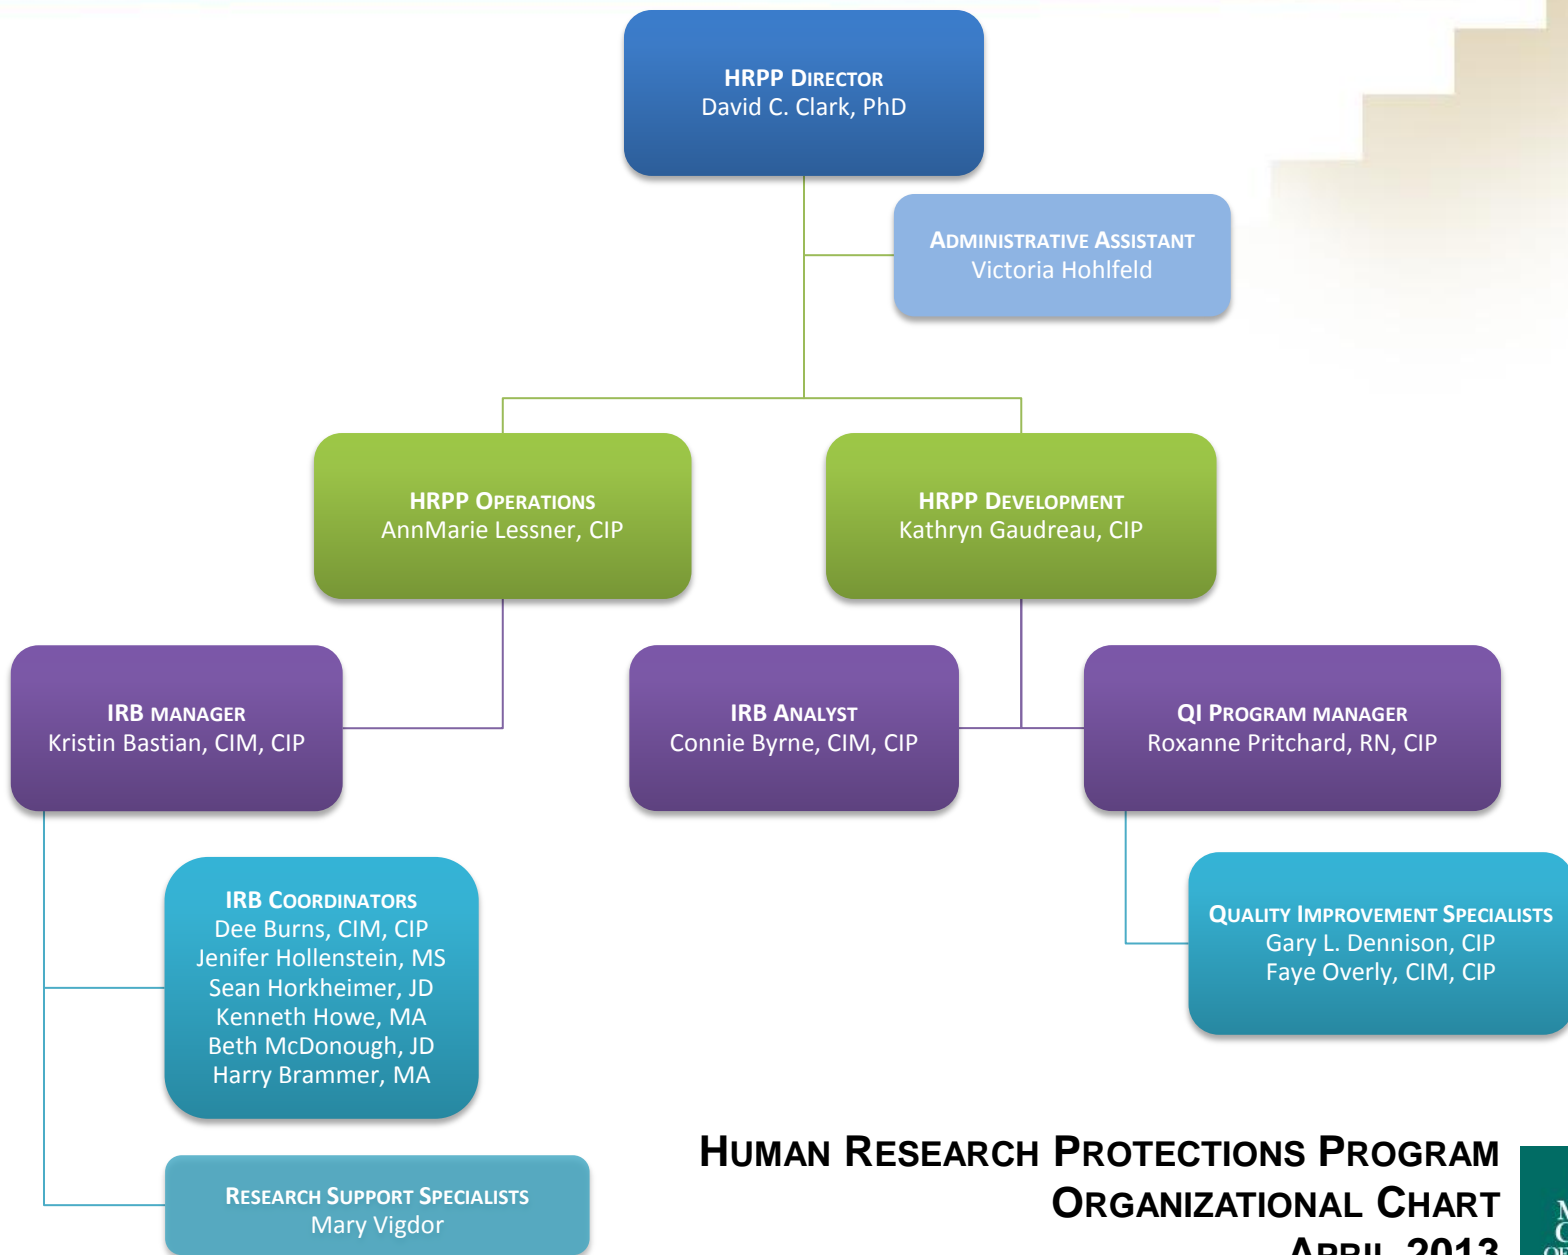 HRPP DIRECTOR
David C. Clark, PhD
ADMINISTRATIVE ASSISTANT
Victoria Hohlfeld
HRPP OPERATIONS
AnnMarie Lessner, CIP
HRPP DEVELOPMENT
Kathryn Gaudreau, CIP
IRB MANAGER
Kristin Bastian, CIM, CIP
IRB ANALYST
Connie Byrne, CIM, CIP
QI PROGRAM MANAGER
Roxanne Pritchard, RN, CIP
IRB COORDINATORS
Dee Burns, CIM, CIP
Jenifer Hollenstein, MS
Sean Horkheimer, JD
Kenneth Howe, MA
Beth McDonough, JD
Harry Brammer, MA
QUALITY IMPROVEMENT SPECIALISTS
Gary L. Dennison, CIP
Faye Overly, CIM, CIP
RESEARCH SUPPORT SPECIALISTS
Mary Vigdor
HUMAN RESEARCH PROTECTIONS PROGRAM
ORGANIZATIONAL CHART
APRIL 2013